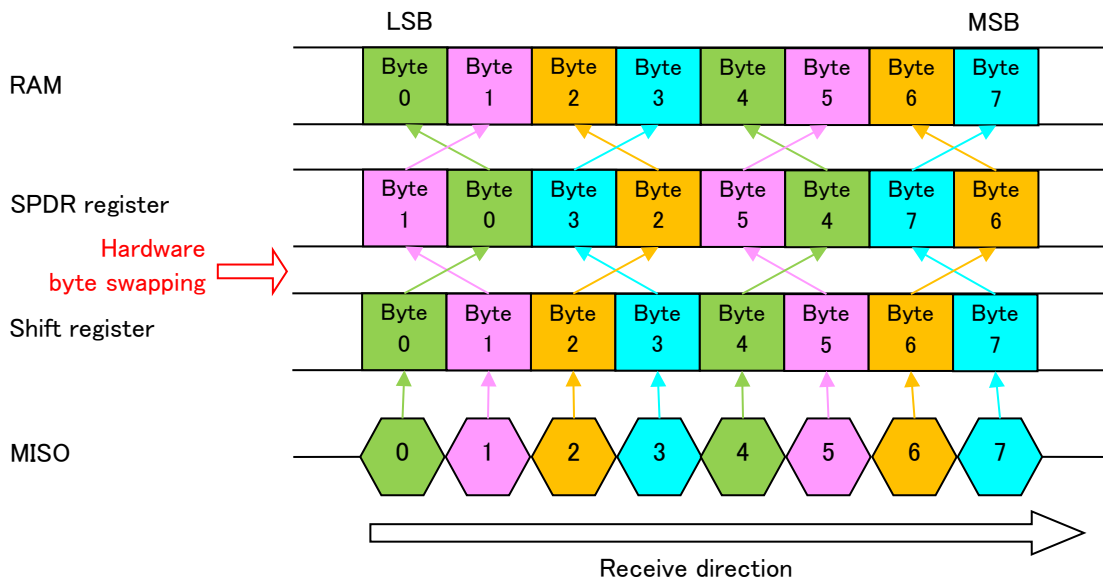 LSB MSB
RAM
Byte Byte Byte Byte Byte Byte Byte Byte
0 1 2 3 4 5 6 7
SPDR register
Byte Byte Byte Byte Byte Byte Byte Byte
1 0 3 2 5 4 7 6
Hardware
byte swapping
Shift register
Byte Byte Byte Byte Byte Byte Byte Byte
0 1 2 3 4 5 6 7
MISO
0 1 2 3 4 5 6 7
Receive direction